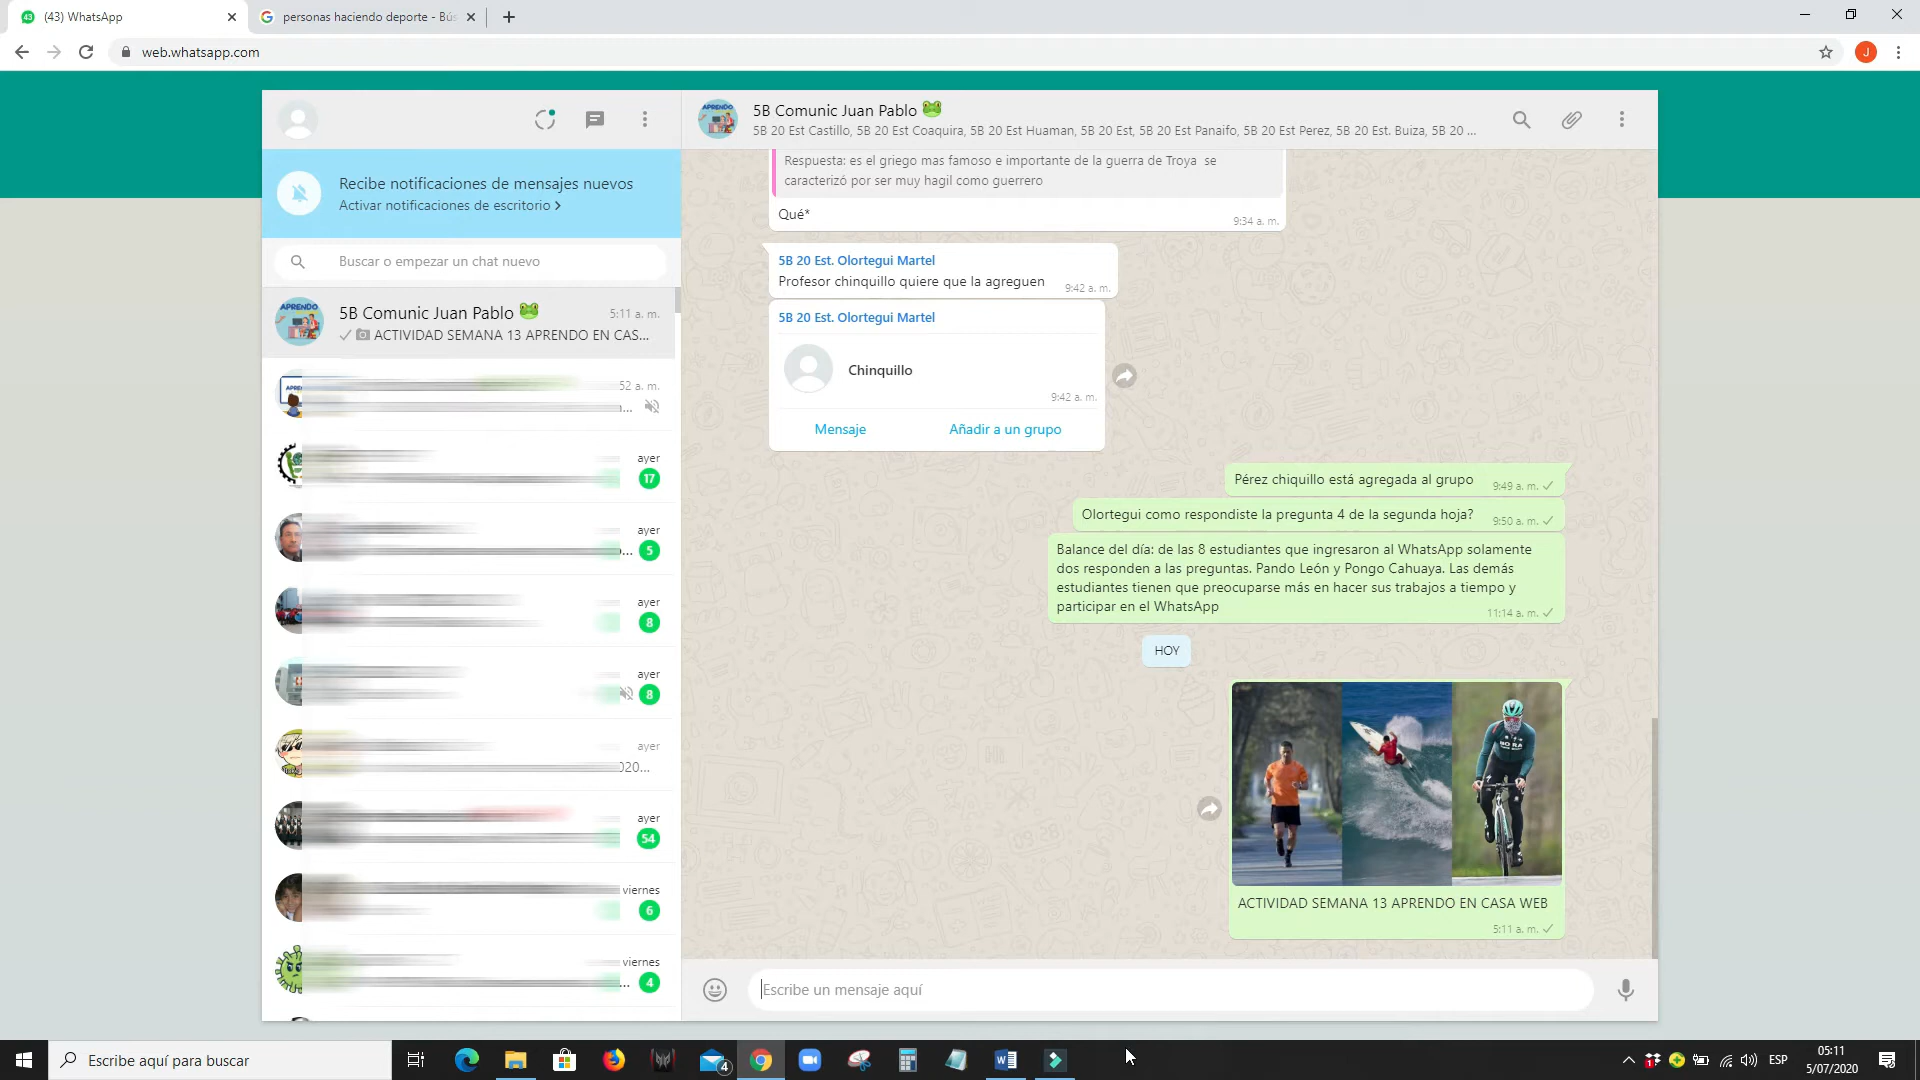 (43) WhatsApp
personas haciendo deporte - Bús
web.whatsapp.com
J
Recibe notificaciones de mensajes nuevos
Activar notificaciones de escritorio >
Buscar o empezar un chat nuevo
5B Comunic Juan Pablo 🐸
5:11 a. m.
ACTIVIDAD SEMANA 13 APRENDO EN CAS...
52 a. m.
...
ayer
17
ayer
5
ayer
8
ayer
8
ayer
020...
ayer
54
viernes
6
viernes
4
5B Comunic Juan Pablo 🐸
5B 20 Est Castillo, 5B 20 Est Coaquira, 5B 20 Est Huaman, 5B 20 Est, 5B 20 Est Panaifo, 5B 20 Est Perez, 5B 20 Est. Buiza, 5B 20 ...
Respuesta: es el griego mas famoso e importante de la guerra de Troya se
caracterizó por ser muy hagil como guerrero
Qué*
9:34 a. m.
5B 20 Est. Olortegui Martel
Profesor chinquillo quiere que la agreguen
9:42 a. m.
5B 20 Est. Olortegui Martel
Chinquillo
9:42 a. m.
Mensaje Añadir a un grupo
Pérez chiquillo está agregada al grupo
9:49 a. m.
Olortegui como respondiste la pregunta 4 de la segunda hoja?
9:50 a. m.
Balance del día: de las 8 estudiantes que ingresaron al WhatsApp solamente
dos responden a las preguntas. Pando León y Pongo Cahuaya. Las demás
estudiantes tienen que preocuparse más en hacer sus trabajos a tiempo y
participar en el WhatsApp
11:14 a. m.
HOY
BORA
ACTIVIDAD SEMANA 13 APRENDO EN CASA WEB
5:11 a. m.
Escribe un mensaje aquí
Escribe aquí para buscar
4
ESP
05:11
5/07/2020